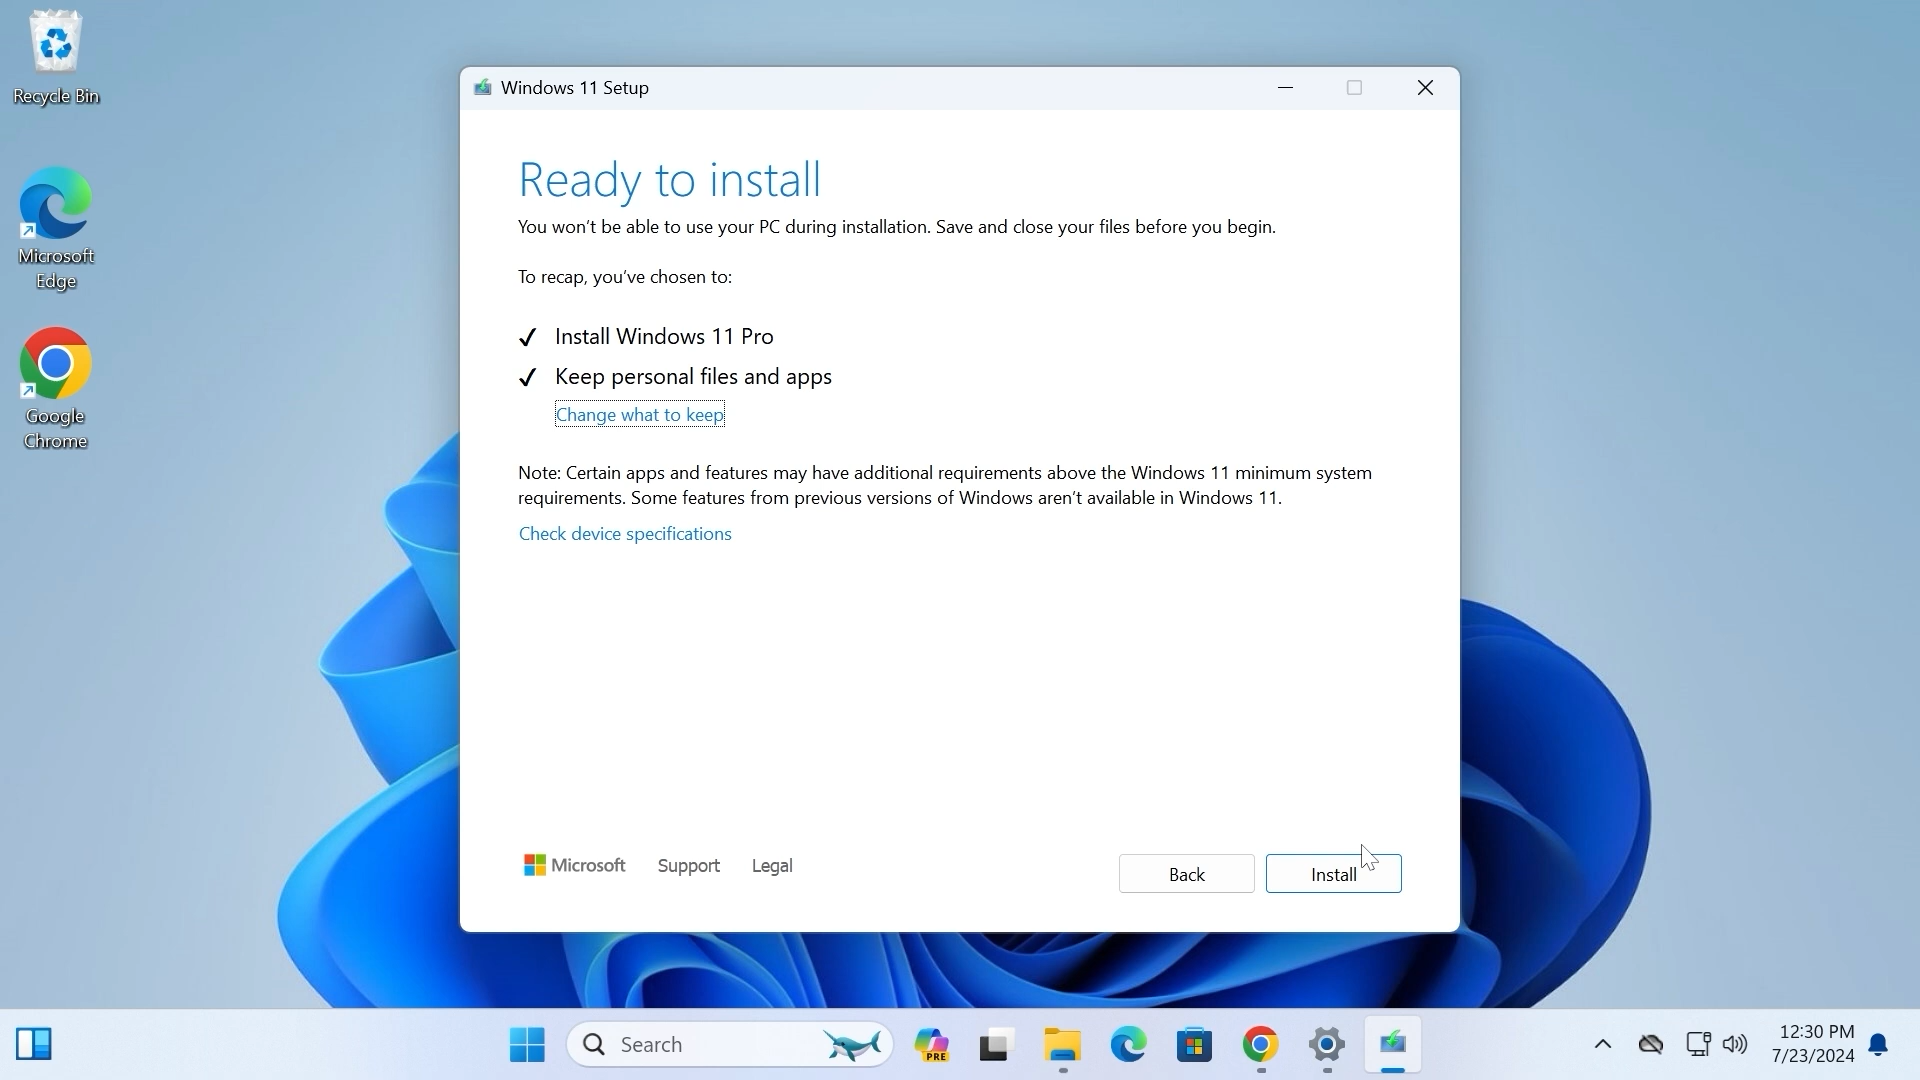 Recycle Bin
Microsoft
Edge
Google
Chrome
Windows 11 Setup
Ready to install
You won't be able to use your PC during installation. Save and close your files before you begin.
To recap, you've chosen to:
Install Windows 11 Pro
Keep personal files and apps
Change what to keep
Note: Certain apps and features may have additional requirements above the Windows 11 minimum system
requirements. Some features from previous versions of Windows aren't available in Windows 11.
Check device specifications
Microsoft Support Legal
Back Install
Search
PRE
12:30 PM
7/23/2024